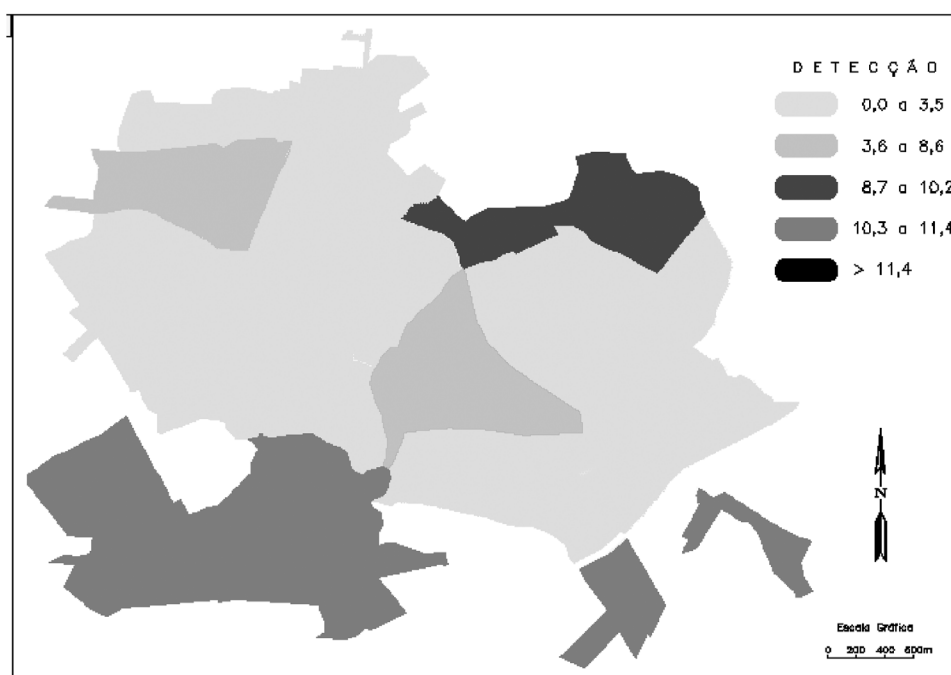 D E T E C Ç Ã O
0,0 a 3,5
3,6 a 8,6
8,7 a 10,2
10,3 a 11,4
> 11,4
N
Escala Gráfica
0 200 400 600m